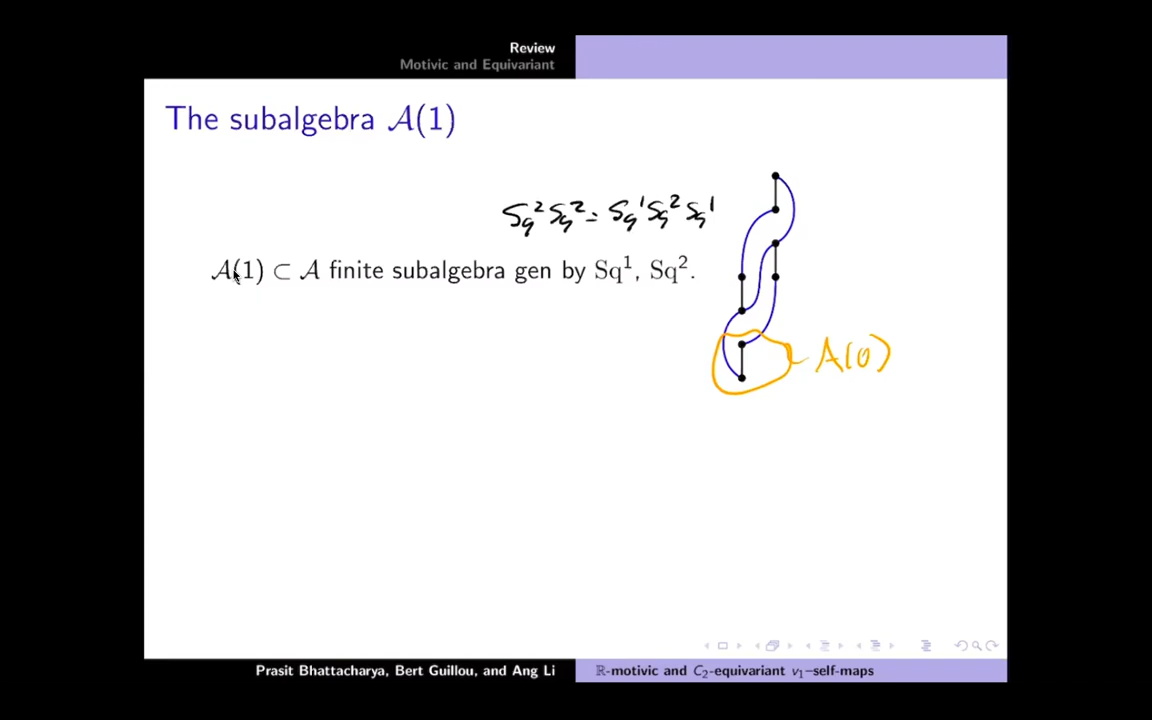 Review
Motivic and Equivariant
The subalgebra 𝒜(1)
Sq²Sq² = Sq¹Sq²Sq¹
𝒜(1) ⊂ 𝒜 finite subalgebra gen by Sq¹, Sq².
A(0)
Prasit Bhattacharya, Bert Guillou, and Ang Li
ℝ-motivic and C₂-equivariant v₁−self-maps